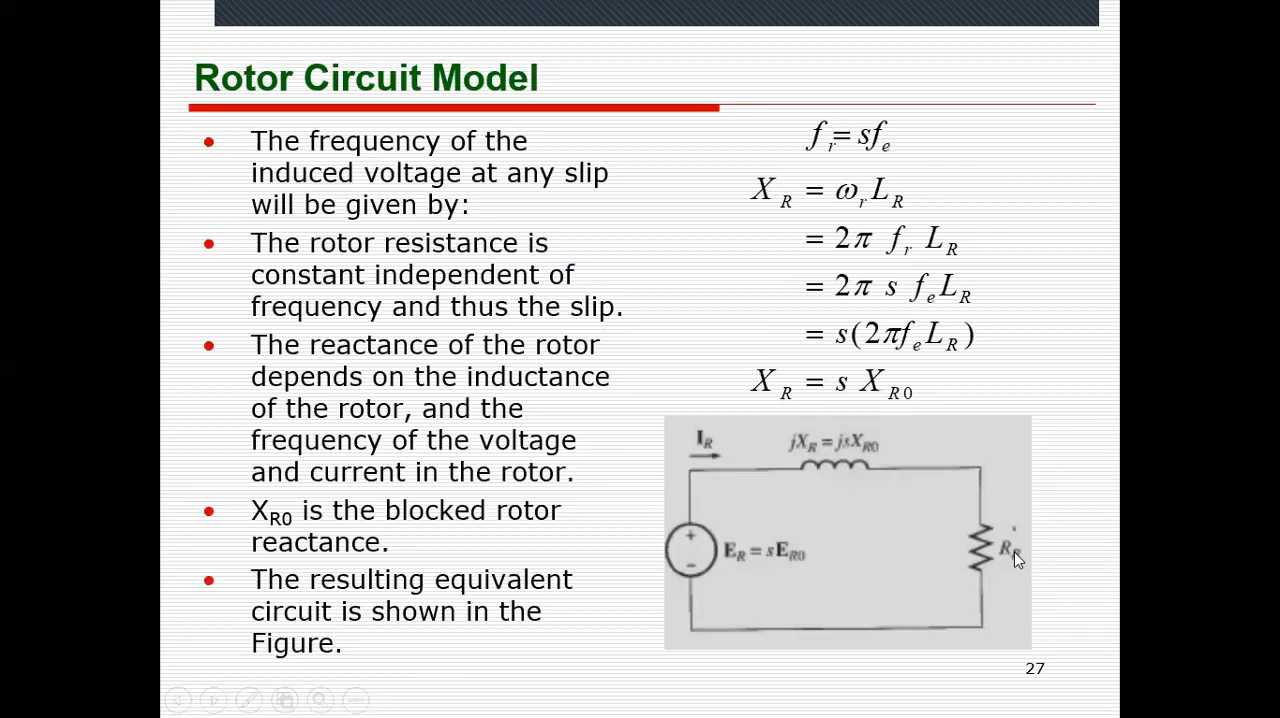 Rotor Circuit Model
• The frequency of the
induced voltage at any slip
will be given by:
• The rotor resistance is
constant independent of
frequency and thus the slip.
• The reactance of the rotor
depends on the inductance
of the rotor, and the
frequency of the voltage
and current in the rotor.
• X_R0 is the blocked rotor
reactance.
• The resulting equivalent
circuit is shown in the
Figure.
f_r = sf_e
X_R = ω_r L_R
= 2π f_r L_R
= 2π s f_e L_R
= s(2πf_e L_R)
X_R = s X_R0
I_R
jX_R = jsX_R0
+
E_R = sE_R0
−
R_R
27